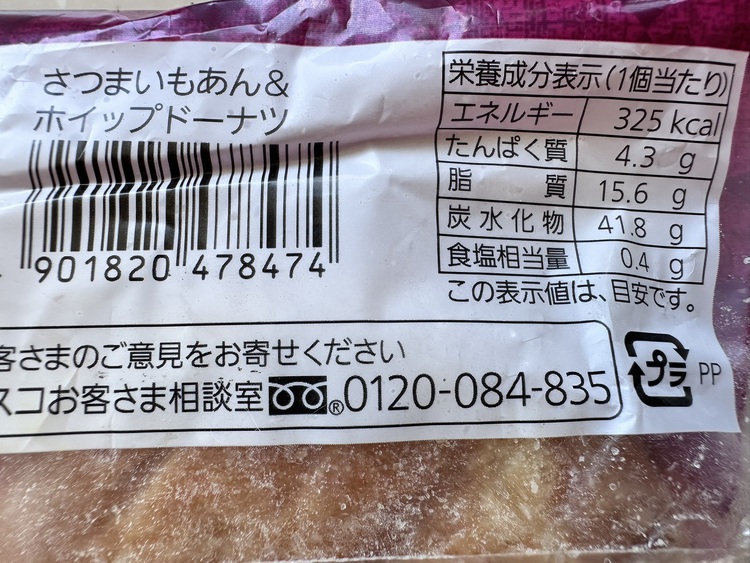 さつまいもあん&
ホイップドーナツ
901820 478474
栄養成分表示(1個当たり)
エネルギー 325 kcal
たんぱく質 4.3 g
脂質 15.6 g
炭水化物 41.8 g
食塩相当量 0.4 g
この表示値は、目安です。
客さまのご意見をお寄せください
スコお客さま相談室 ®0120-084-835
プラ PP